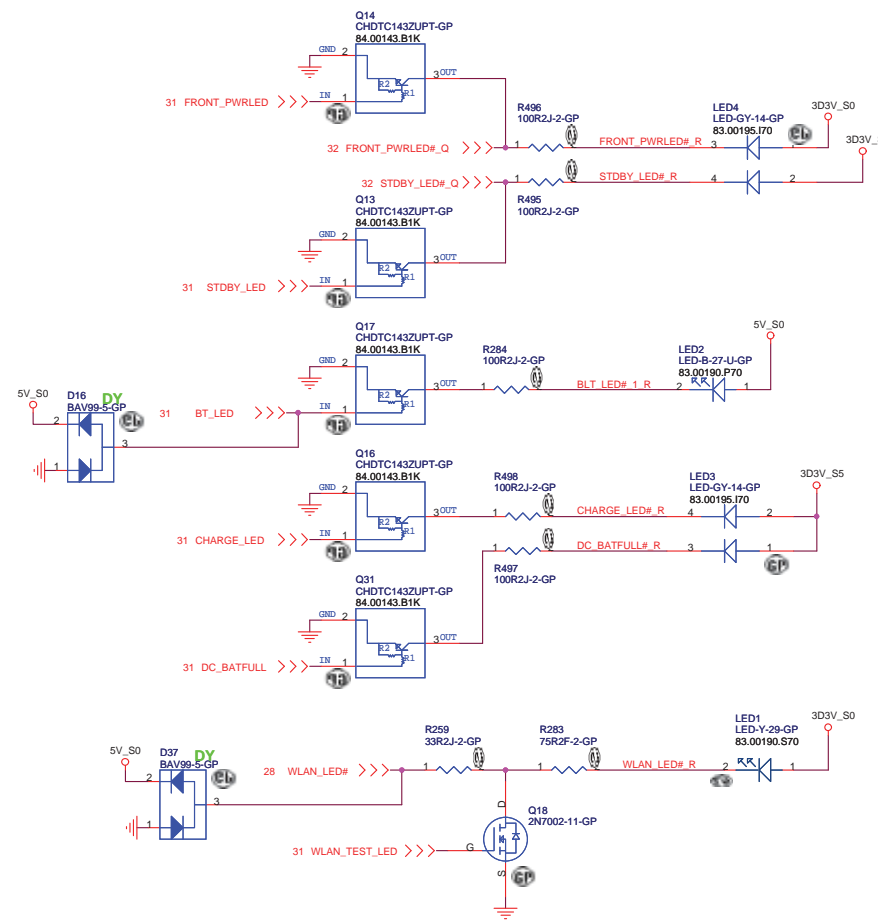 Q14
CHDTC143ZUPT-GP
84.00143.B1K
GND 2
3 OUT
R2
R1
31 FRONT_PWRLED
IN 1
R496
100R2J-2-GP
LED4
LED-GY-14-GP
83.00195.I70
3D3V_S0
32 FRONT_PWRLED#_Q
1
FRONT_PWRLED#_R
3
3D3V_
32 STDBY_LED#_Q
1
STDBY_LED#_R
4
2
R495
100R2J-2-GP
Q13
CHDTC143ZUPT-GP
84.00143.B1K
GND 2
3 OUT
R2
R1
31 STDBY_LED
IN 1
Q17
CHDTC143ZUPT-GP
84.00143.B1K
GND 2
3 OUT
R2
R1
R284
100R2J-2-GP
1
BLT_LED#_1_R
LED2
LED-B-27-U-GP
83.00190.P70
2
1
5V_S0
5V_S0
D16
DY
BAV99-5-GP
2
3
1
31 BT_LED
IN 1
Q16
CHDTC143ZUPT-GP
84.00143.B1K
GND 2
3 OUT
R2
R1
31 CHARGE_LED
IN 1
R498
100R2J-2-GP
1
CHARGE_LED#_R
LED3
LED-GY-14-GP
83.00195.I70
4
2
3D3V_S5
1
DC_BATFULL#_R
3
1
GP
R497
100R2J-2-GP
Q31
CHDTC143ZUPT-GP
84.00143.B1K
GND 2
3 OUT
R2
R1
31 DC_BATFULL
IN 1
5V_S0
D37
DY
BAV99-5-GP
2
3
1
28 WLAN_LED#
R259
33R2J-2-GP
1
R283
75R2F-2-GP
1
WLAN_LED#_R
LED1
LED-Y-29-GP
83.00190.S70
2
1
3D3V_S0
D
Q18
2N7002-11-GP
31 WLAN_TEST_LED
G
S
GP